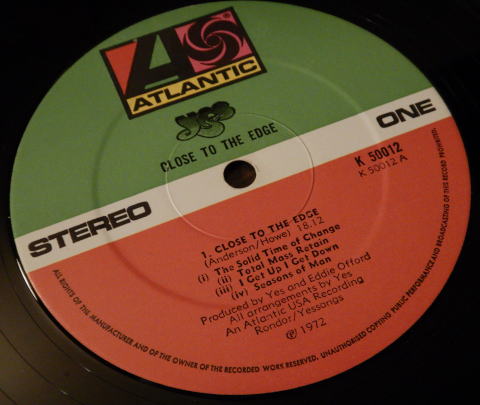 ATLANTIC
yes
CLOSE TO THE EDGE
STEREO
ONE
K 50012
K 50012 A
1. CLOSE TO THE EDGE
(Anderson/Howe) 18.12
(i) The Solid Time of Change
(ii) Total Mass Retain
(iii) I Get Up I Get Down
(iv) Seasons of Man
Produced by Yes and Eddie Offord
All arrangements by Yes
An Atlantic USA Recording
Rondor/Yessongs
℗ 1972
ALL RIGHTS OF THE MANUFACTURER AND OF THE OWNER OF THE RECORDED WORK RESERVED. UNAUTHORISED COPYING PUBLIC PERFORMANCE AND BROADCASTING OF THIS RECORD PROHIBITED.